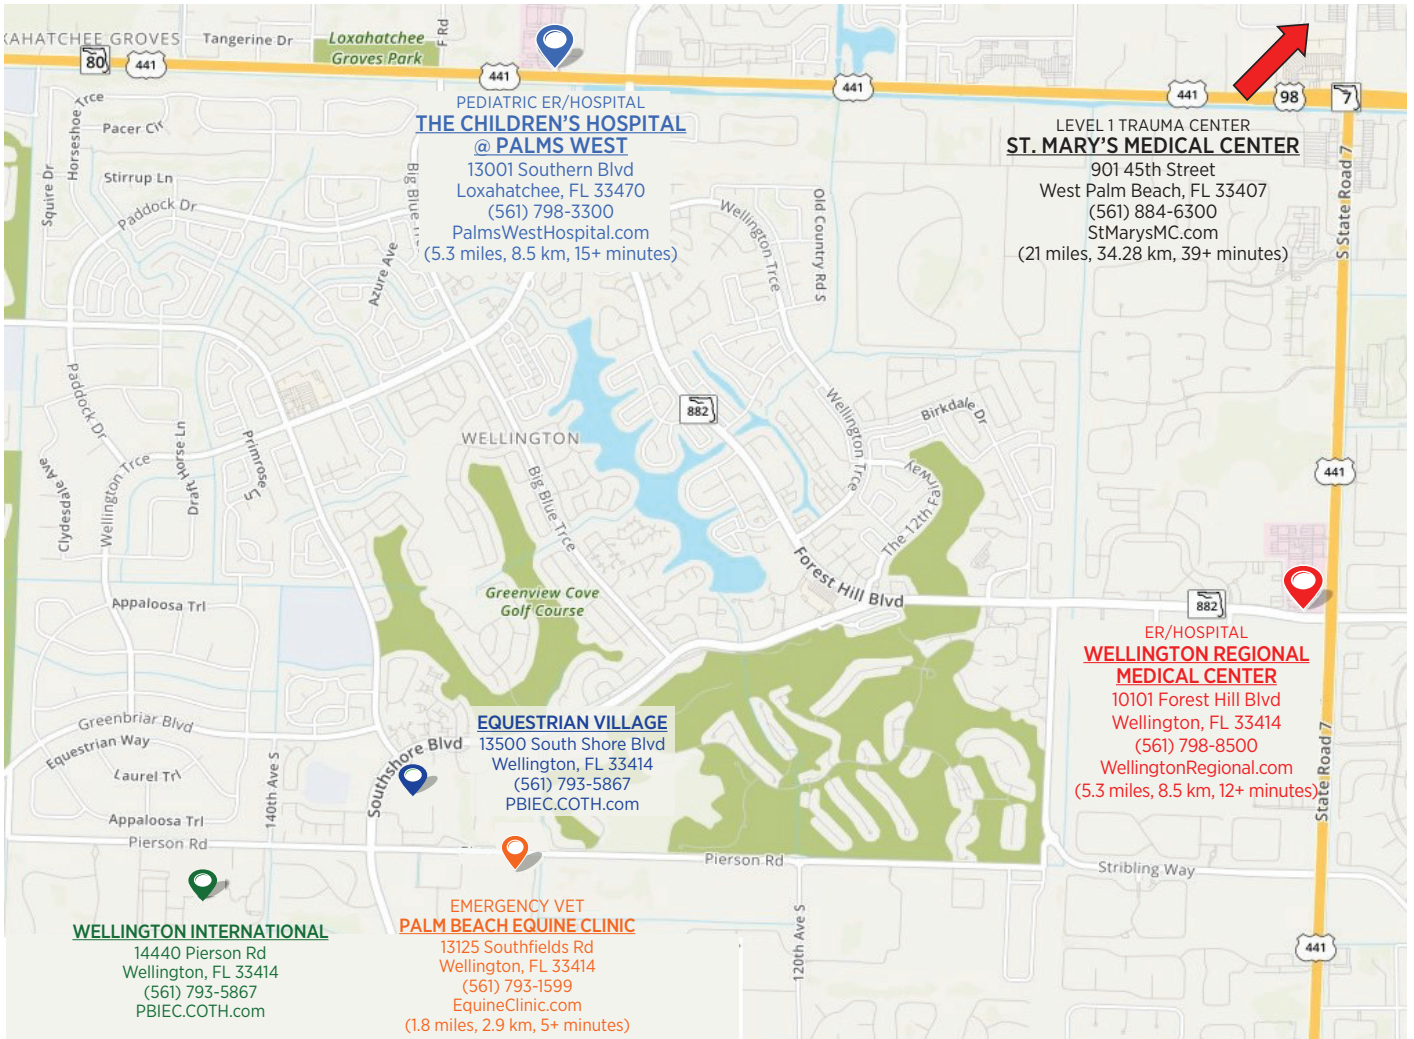 XAHATCHEE GROVES
Tangerine Dr
Loxahatchee
Groves Park
F Rd
80
441
441
441
441
98
7
PEDIATRIC ER/HOSPITAL
THE CHILDREN'S HOSPITAL
@ PALMS WEST
13001 Southern Blvd
Loxahatchee, FL 33470
(561) 798-3300
PalmsWestHospital.com
(5.3 miles, 8.5 km, 15+ minutes)
LEVEL 1 TRAUMA CENTER
ST. MARY'S MEDICAL CENTER
901 45th Street
West Palm Beach, FL 33407
(561) 884-6300
StMarysMC.com
(21 miles, 34.28 km, 39+ minutes)
Horseshoe Trce
Pacer Cir
Squire Dr
Stirrup Ln
Paddock Dr
Azure Ave
Big Blue
Wellington Trce
Old Country Rd S
S State Road 7
882
Paddock Dr
WELLINGTON
Birkdale Dr
Wellington Trce
Clydesdale Ave
Wellington Trce
Draft Horse Ln
Primrose Ln
Big Blue Trce
The 12th Fairway
441
Forest Hill Blvd
Greenview Cove
Golf Course
Appaloosa Trl
882
ER/HOSPITAL
WELLINGTON REGIONAL
MEDICAL CENTER
10101 Forest Hill Blvd
Wellington, FL 33414
(561) 798-8500
WellingtonRegional.com
(5.3 miles, 8.5 km, 12+ minutes)
State Road 7
Greenbriar Blvd
Equestrian Way
Laurel Trl
140th Ave S
Southshore Blvd
EQUESTRIAN VILLAGE
13500 South Shore Blvd
Wellington, FL 33414
(561) 793-5867
PBIEC.COTH.com
Appaloosa Trl
Pierson Rd
Pierson Rd
Stribling Way
120th Ave S
441
WELLINGTON INTERNATIONAL
14440 Pierson Rd
Wellington, FL 33414
(561) 793-5867
PBIEC.COTH.com
EMERGENCY VET
PALM BEACH EQUINE CLINIC
13125 Southfields Rd
Wellington, FL 33414
(561) 793-1599
EquineClinic.com
(1.8 miles, 2.9 km, 5+ minutes)